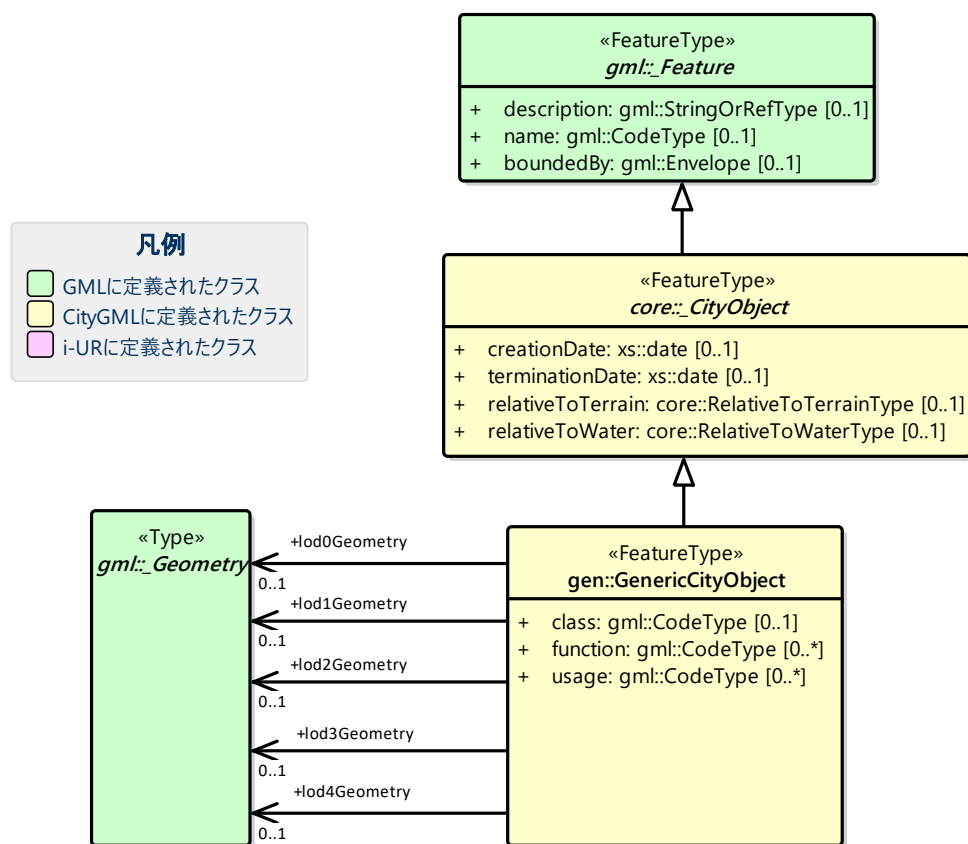 «FeatureType»
gml::_Feature
+ description: gml::StringOrRefType [0..1]
+ name: gml::CodeType [0..1]
+ boundedBy: gml::Envelope [0..1]
凡例
GMLに定義されたクラス
CityGMLに定義されたクラス
i-URに定義されたクラス
«FeatureType»
core::_CityObject
+ creationDate: xs::date [0..1]
+ terminationDate: xs::date [0..1]
+ relativeToTerrain: core::RelativeToTerrainType [0..1]
+ relativeToWater: core::RelativeToWaterType [0..1]
«Type»
gml::_Geometry
+lod0Geometry
0..1
+lod1Geometry
0..1
+lod2Geometry
0..1
+lod3Geometry
0..1
+lod4Geometry
0..1
«FeatureType»
gen::GenericCityObject
+ class: gml::CodeType [0..1]
+ function: gml::CodeType [0..*]
+ usage: gml::CodeType [0..*]